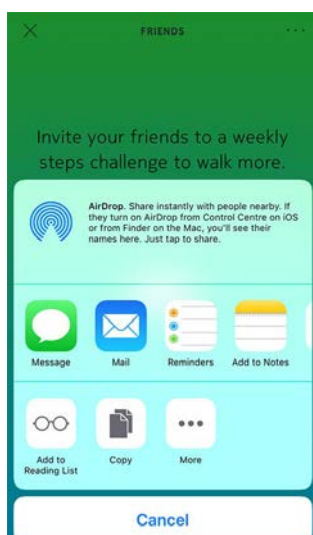 FRIENDS
Invite your friends to a weekly
steps challenge to walk more.
AirDrop. Share instantly with people nearby. If
they turn on AirDrop from Control Centre on iOS
or from Finder on the Mac, you'll see their
names here. Just tap to share.
Message Mail Reminders Add to Notes
Add to Copy More
Reading List
Cancel